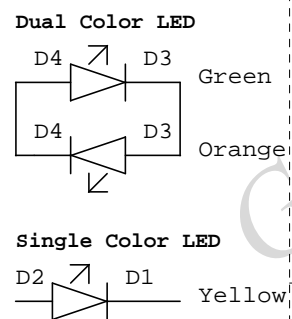 Dual Color LED
D4 D3
Green
D4 D3
Orange
Single Color LED
D2 D1
Yellow